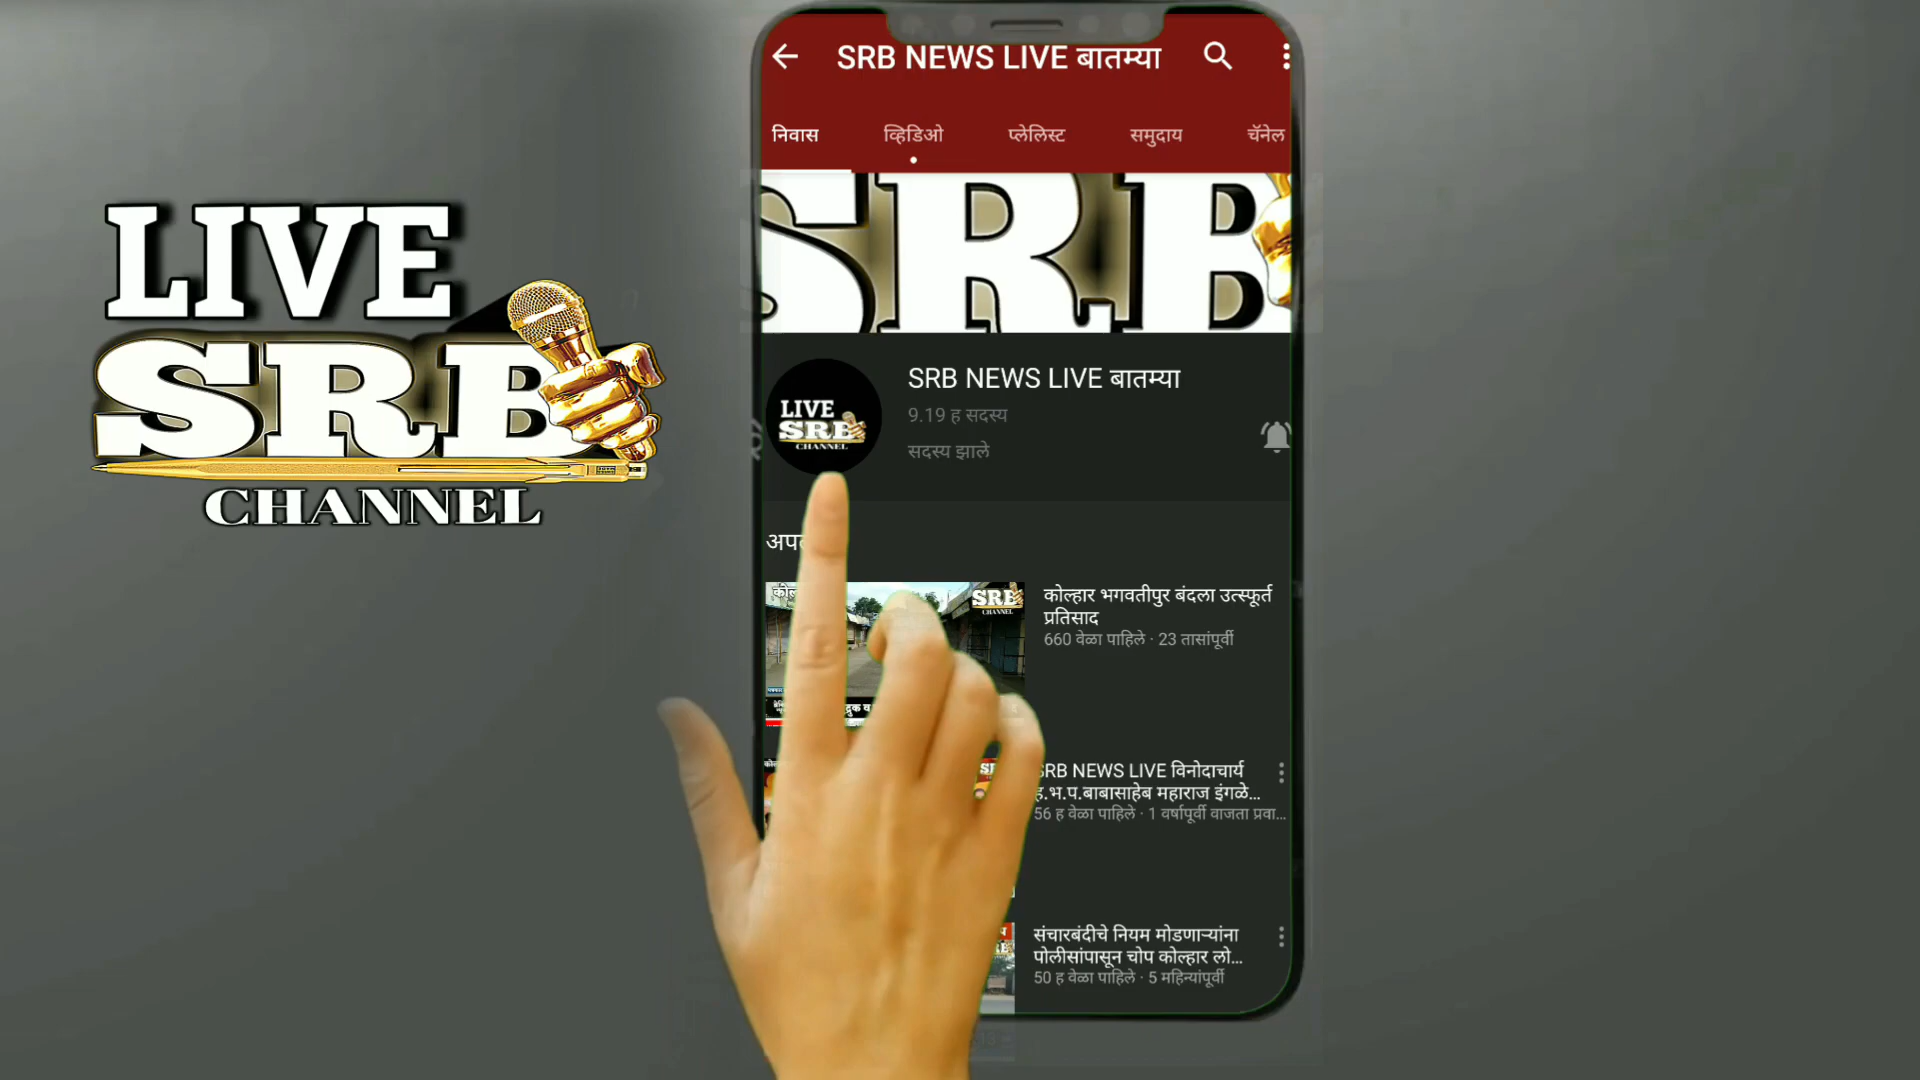 LIVE
SRB
CHANNEL
SRB NEWS LIVE बातम्या
निवास व्हिडिओ प्लेलिस्ट समुदाय चॅनेल
SRB
SRB NEWS LIVE बातम्या
9.19 ह सदस्य
सदस्य झाले
LIVE
SRB
CHANNEL
SRB
CHANNEL
कोल्हार भगवतीपुर बंदला उत्स्फूर्त
प्रतिसाद
660 वेळा पाहिले · 23 तासांपूर्वी
SRB NEWS LIVE विनोदाचार्य
ह.भ.प.बाबासाहेब महाराज इंगळे...
56 ह वेळा पाहिले · 1 वर्षापूर्वी वाजता प्रवा...
संचारबंदीचे नियम मोडणाऱ्यांना
पोलीसांपासून चोप कोल्हार लो...
50 ह वेळा पाहिले · 5 महिन्यांपूर्वी